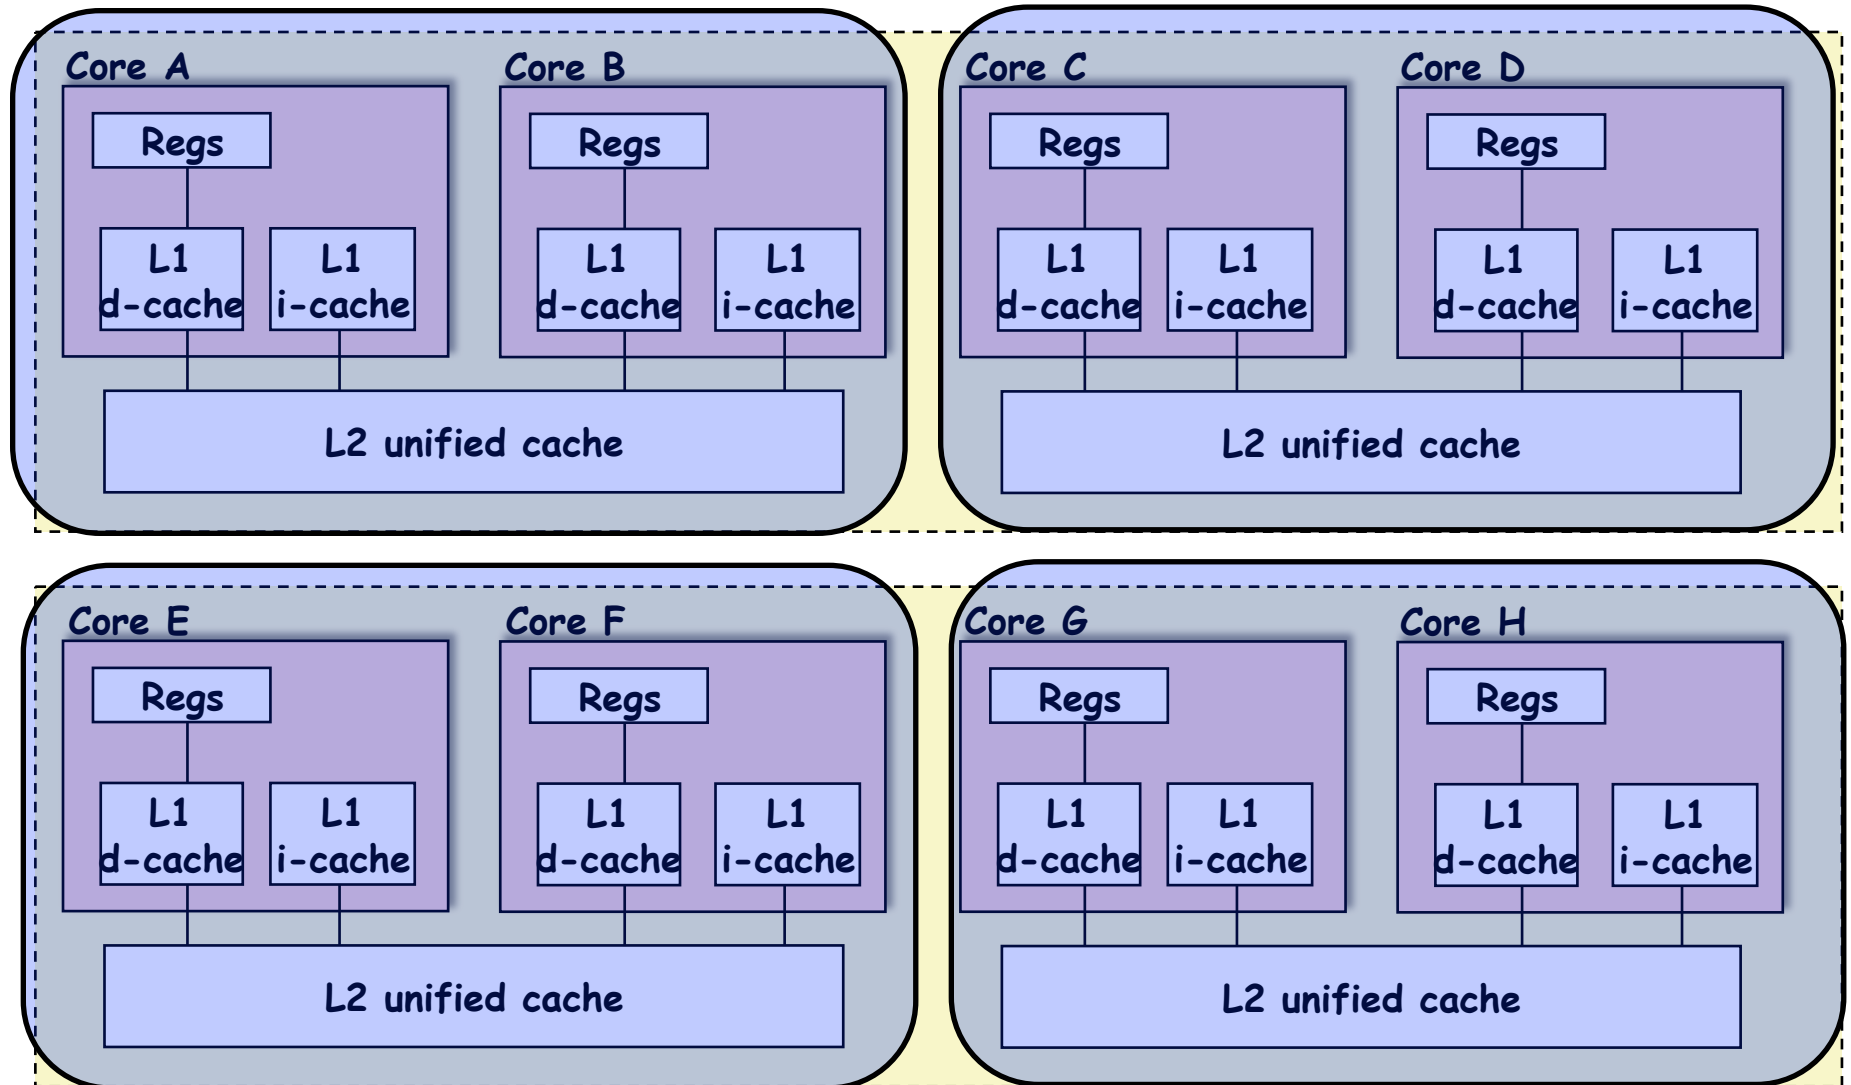 Core A
Regs
L1
d-cache
L1
i-cache
Core B
Regs
L1
d-cache
L1
i-cache
L2 unified cache
Core C
Regs
L1
d-cache
L1
i-cache
Core D
Regs
L1
d-cache
L1
i-cache
L2 unified cache
Core E
Regs
L1
d-cache
L1
i-cache
Core F
Regs
L1
d-cache
L1
i-cache
L2 unified cache
Core G
Regs
L1
d-cache
L1
i-cache
Core H
Regs
L1
d-cache
L1
i-cache
L2 unified cache